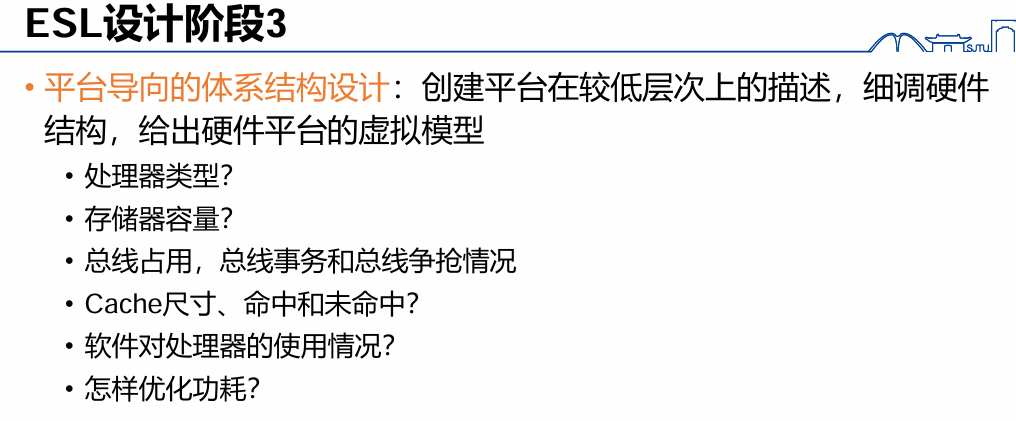 ESL设计阶段3
SJTU
• 平台导向的体系结构设计：创建平台在较低层次上的描述，细调硬件
结构，给出硬件平台的虚拟模型
• 处理器类型？
• 存储器容量？
• 总线占用，总线事务和总线争抢情况
• Cache尺寸、命中和未命中？
• 软件对处理器的使用情况？
• 怎样优化功耗？